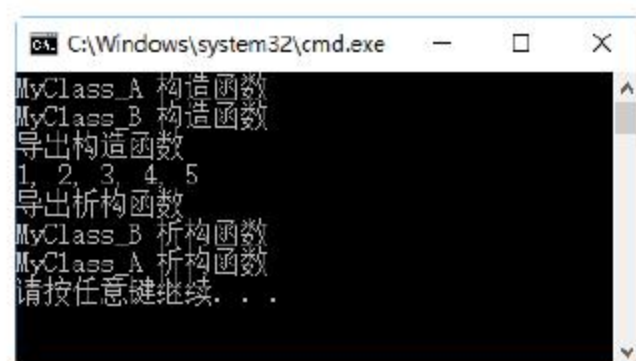 C:\Windows\system32\cmd.exe
MyClass_A 构造函数
MyClass_B 构造函数
导出构造函数
1, 2, 3, 4, 5
导出析构函数
MyClass_B 析构函数
MyClass_A 析构函数
请按任意键继续. . .